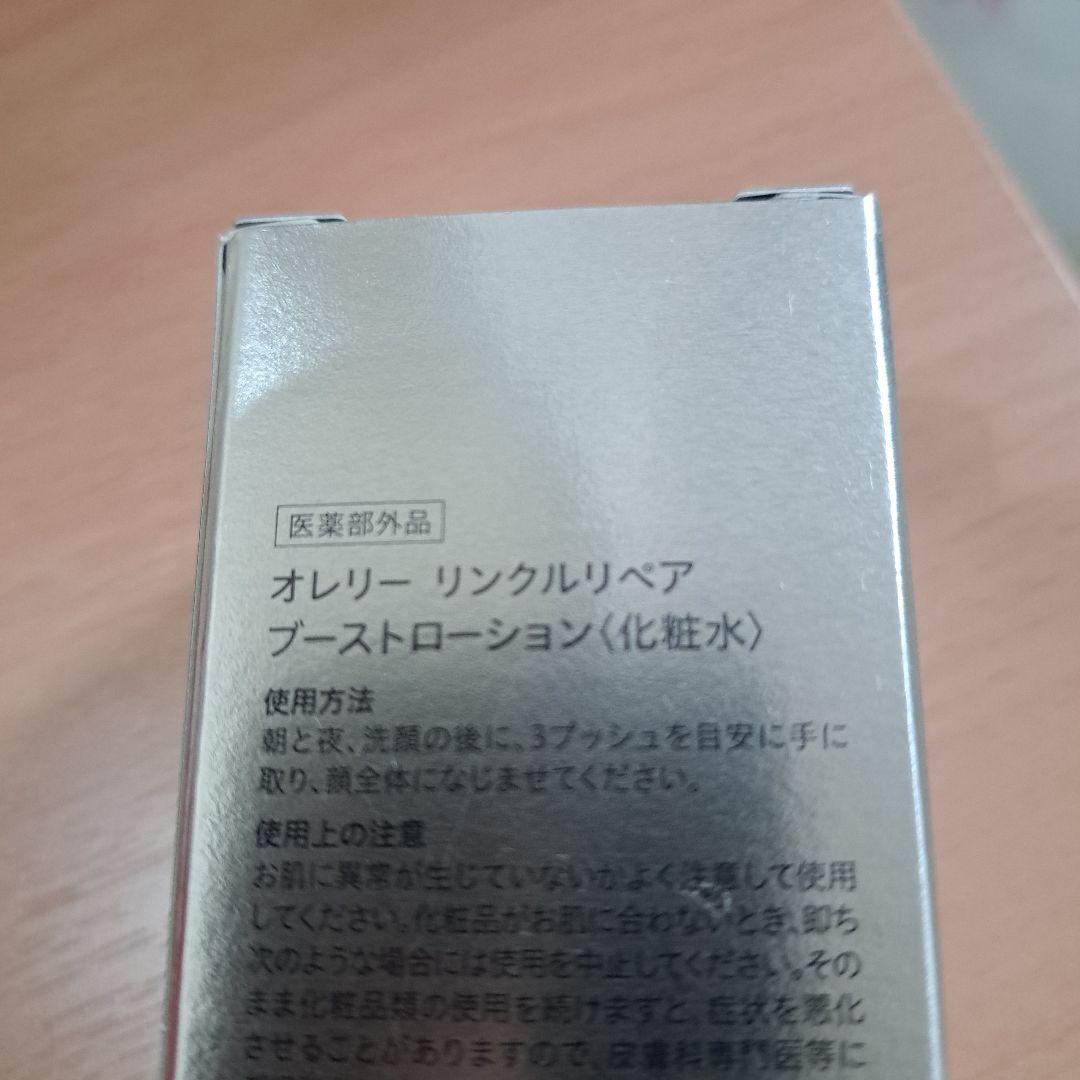 医薬部外品
オレリー リンクルリペア
ブーストローション〈化粧水〉
使用方法
朝と夜、洗顔の後に、3プッシュを目安に手に
取り、顔全体になじませてください。
使用上の注意
お肌に異常が生じていないかよく注意して使用
してください。化粧品がお肌に合わないとき、即ち
次のような場合には使用を中止してください。その
まま化粧品類の使用を続けますと、症状を悪化
させることがありますので、皮膚科専門医等に